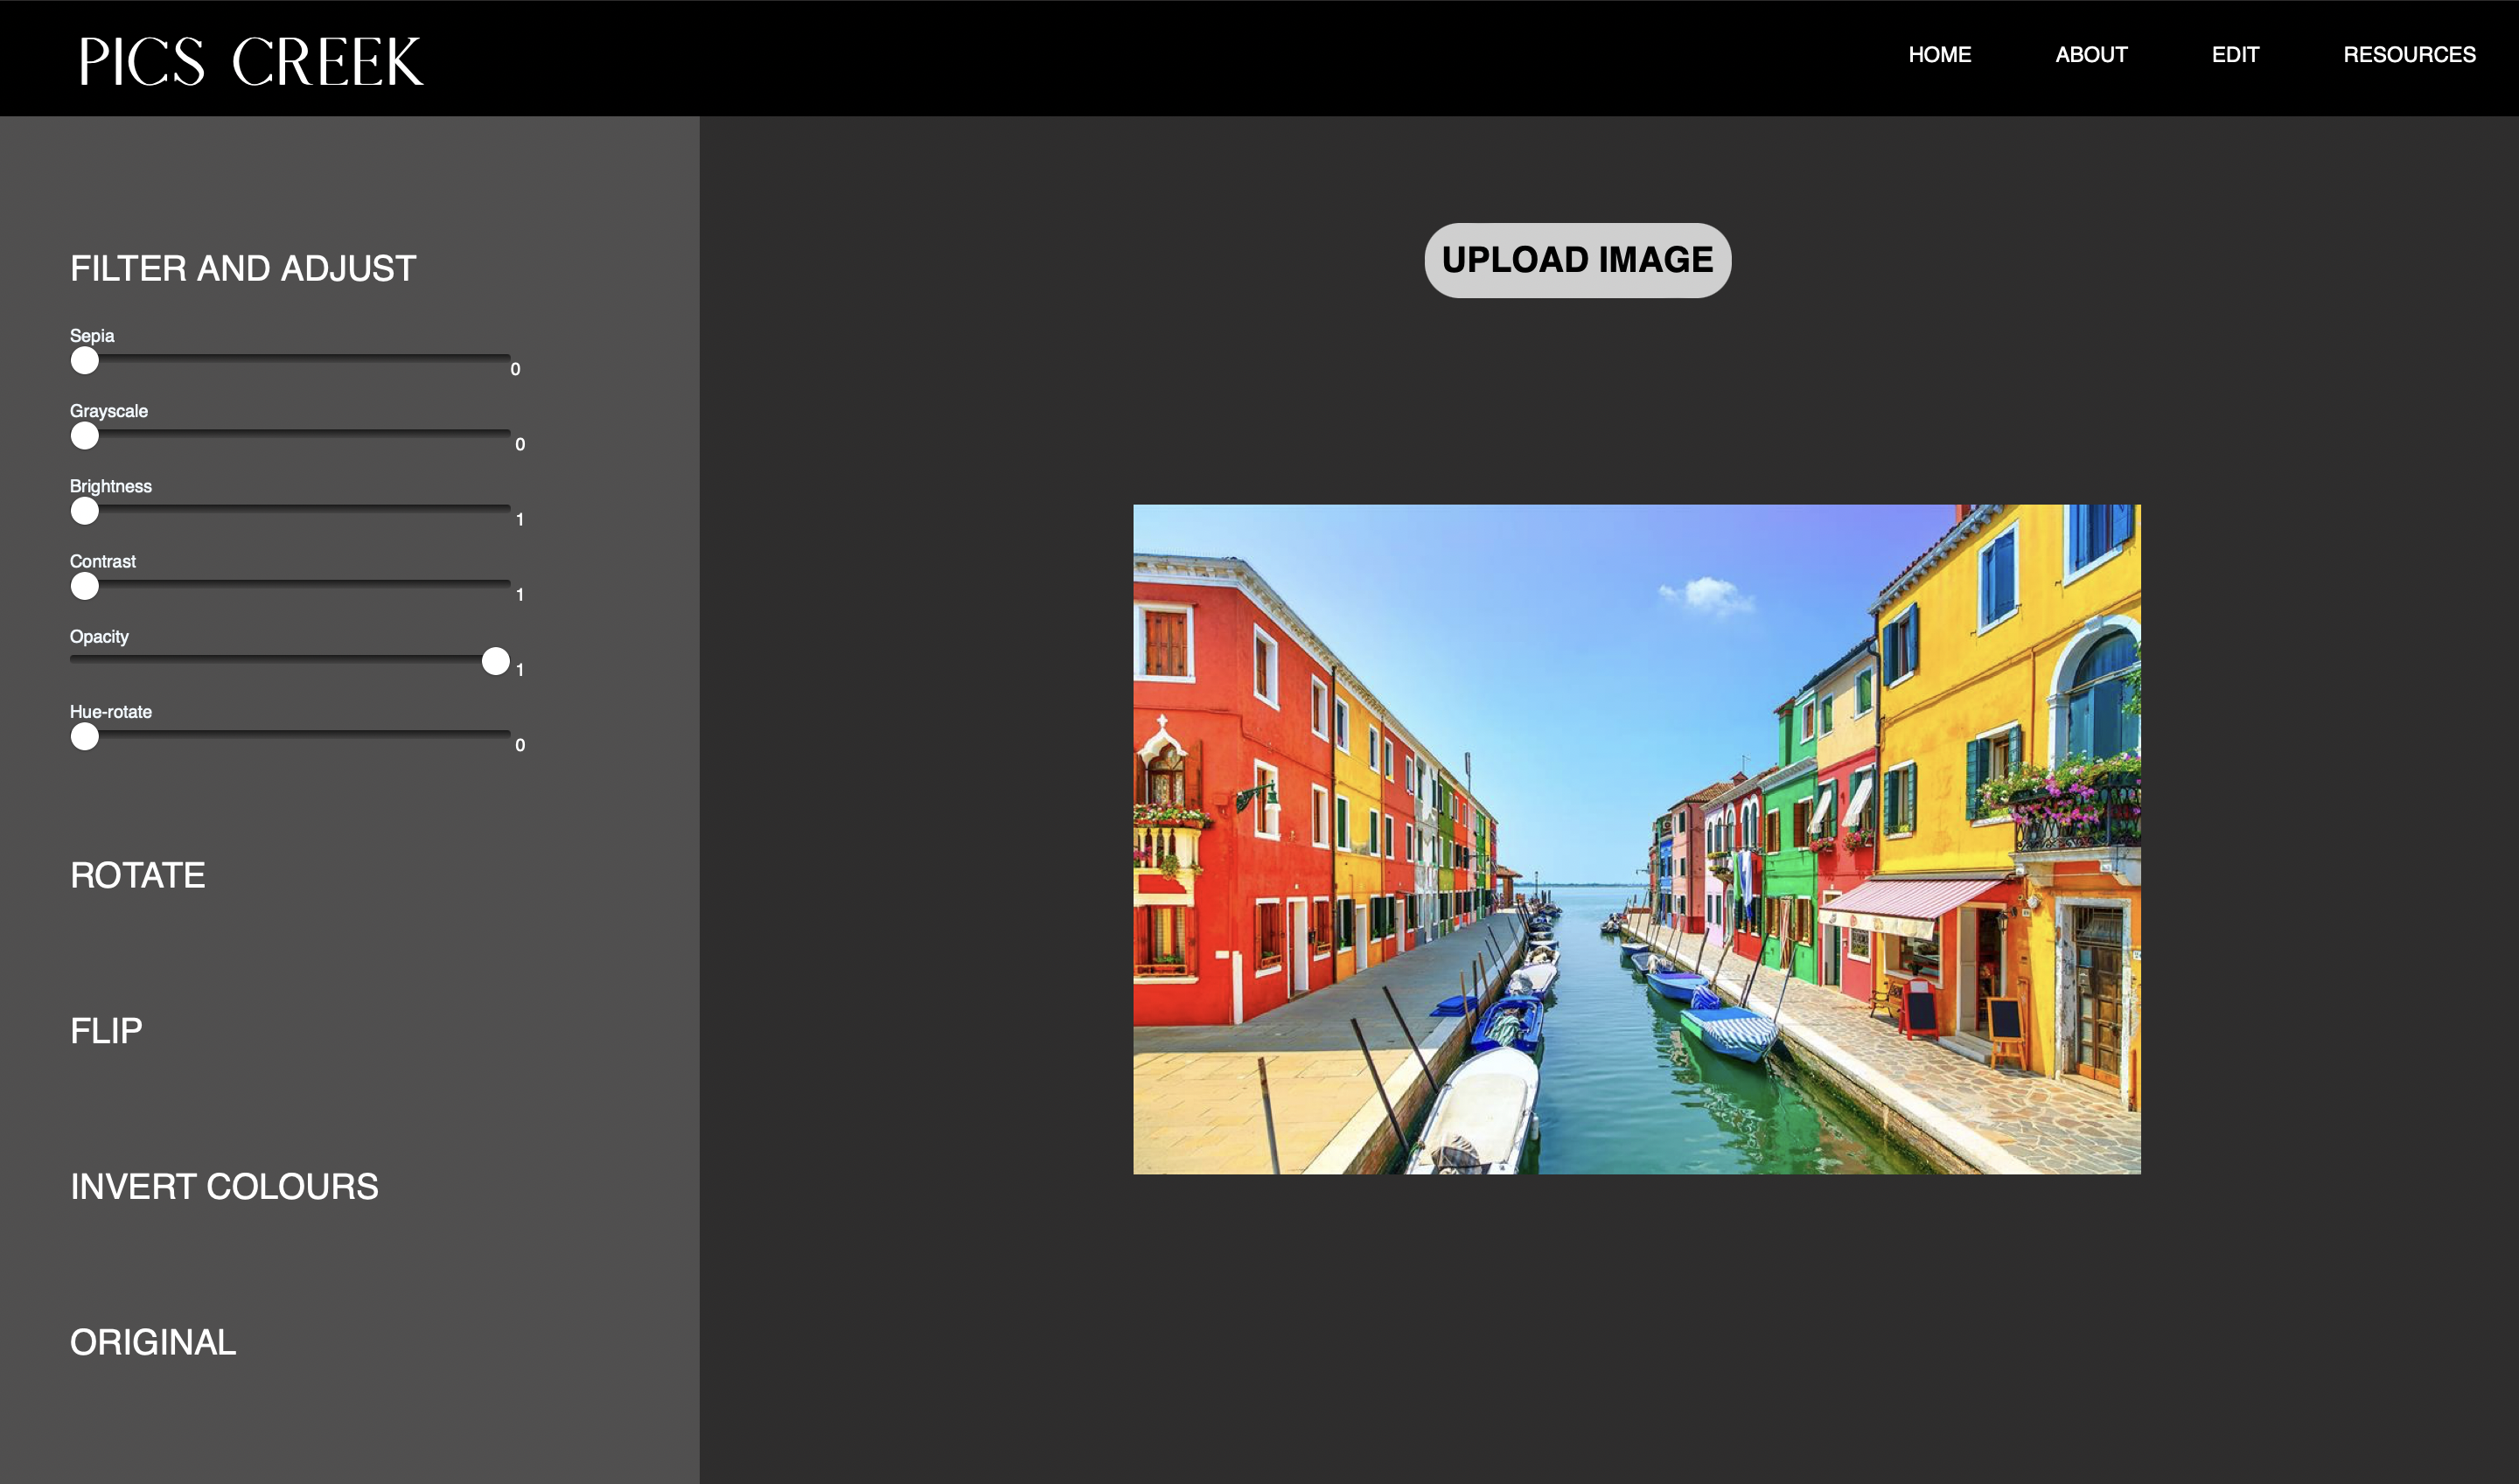 PICS CREEK
HOME ABOUT EDIT RESOURCES
UPLOAD IMAGE
FILTER AND ADJUST
Sepia
0
Grayscale
0
Brightness
1
Contrast
1
Opacity
1
Hue-rotate
0
ROTATE
FLIP
INVERT COLOURS
ORIGINAL